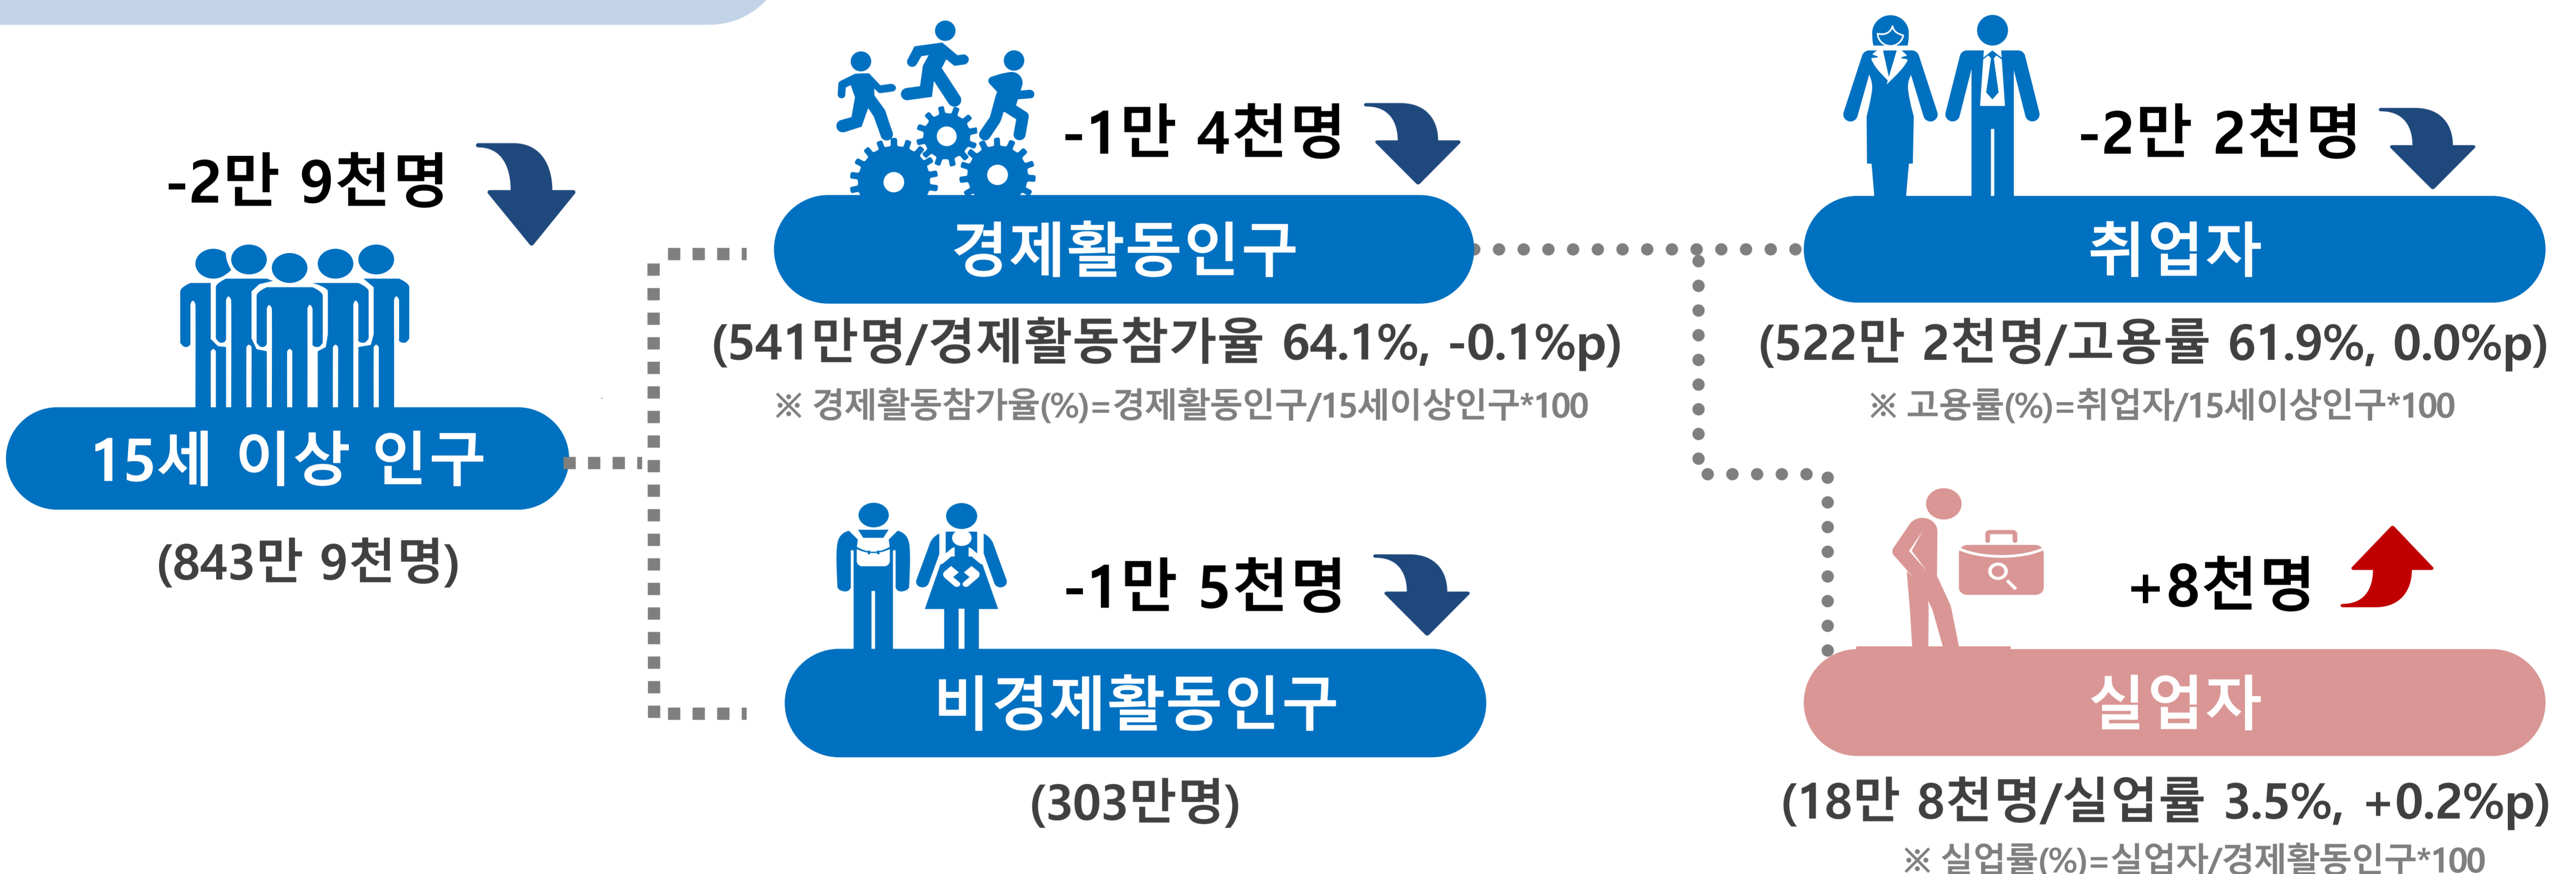 -2만 9천명
15세 이상 인구
(843만 9천명)
-1만 4천명
경제활동인구
(541만명/경제활동참가율 64.1%, -0.1%p)
※ 경제활동참가율(%)=경제활동인구/15세이상인구*100
-1만 5천명
비경제활동인구
(303만명)
-2만 2천명
취업자
(522만 2천명/고용률 61.9%, 0.0%p)
※ 고용률(%)=취업자/15세이상인구*100
+8천명
실업자
(18만 8천명/실업률 3.5%, +0.2%p)
※ 실업률(%)=실업자/경제활동인구*100